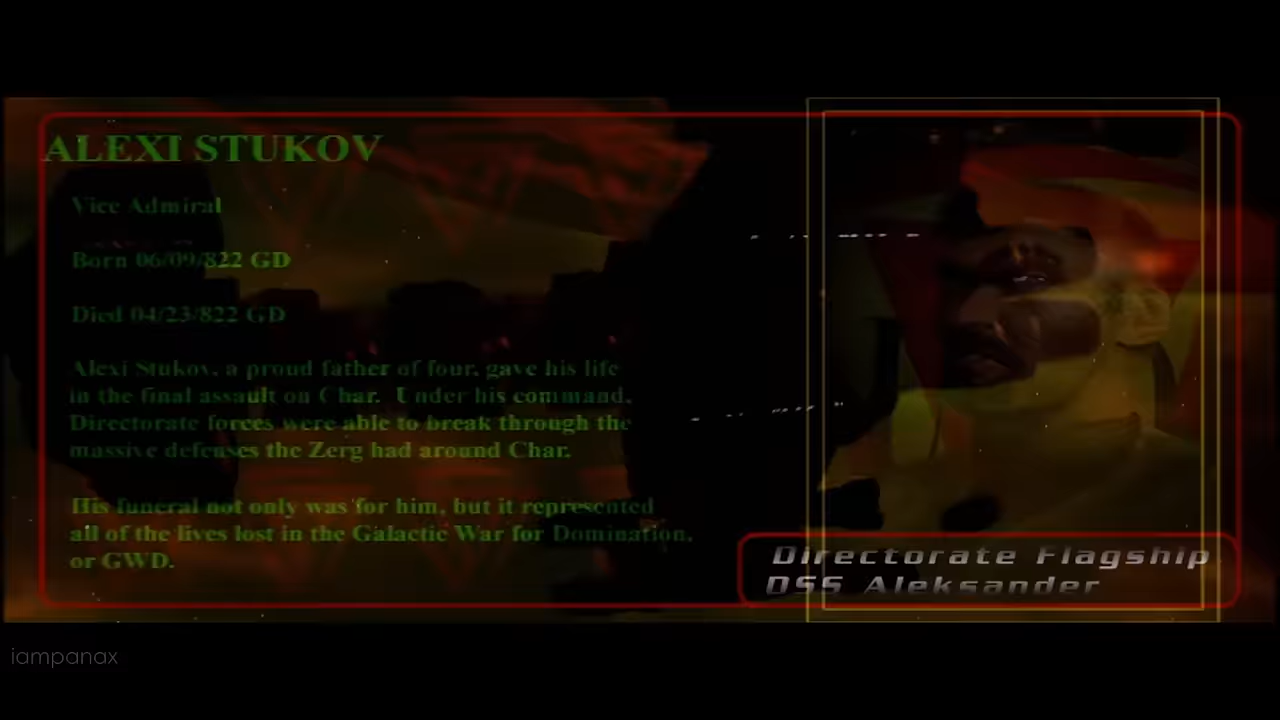 ALEXI STUKOV
Vice Admiral
Born 06/09/822 GD
Died 04/23/822 GD
Alexi Stukov, a proud father of four, gave his life
in the final assault on Char. Under his command,
Directorate forces were able to break through the
massive defenses the Zerg had around Char.
His funeral not only was for him, but it represented
all of the lives lost in the Galactic War for Domination,
or GWD.
Directorate Flagship
DSS Aleksander
iampanax